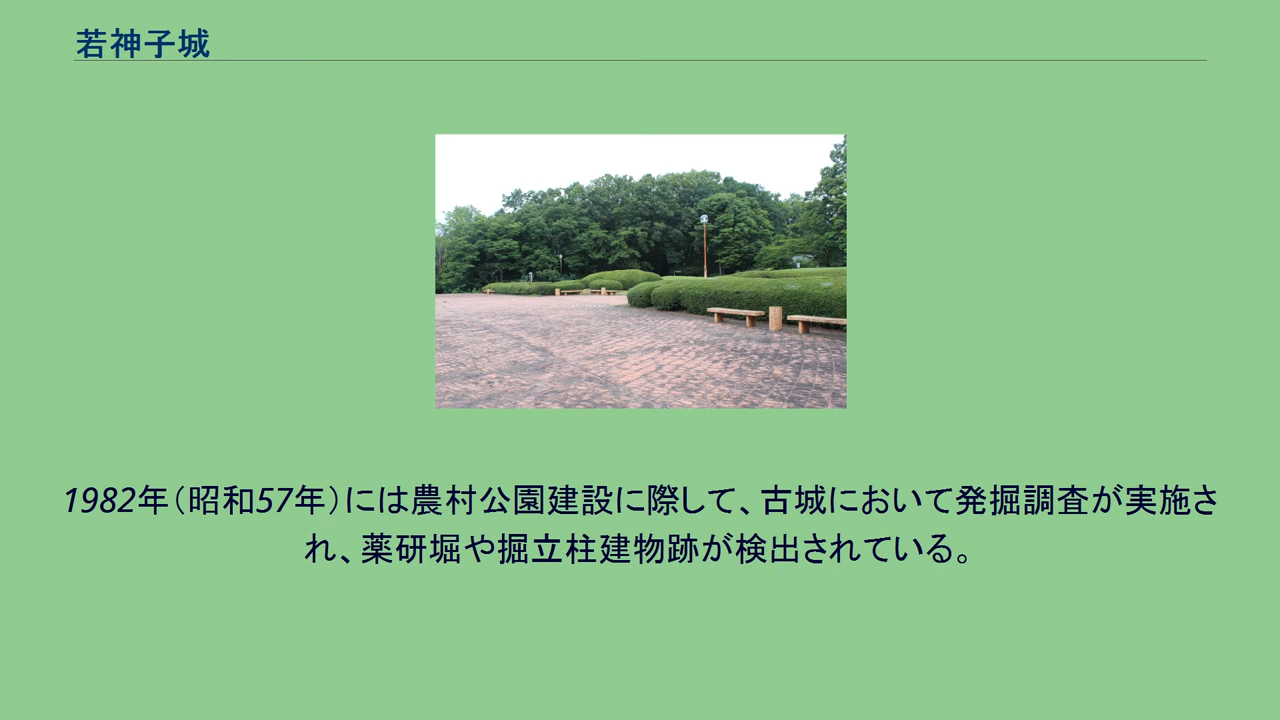 若神子城
1982年（昭和57年）には農村公園建設に際して、古城において発掘調査が実施さ
れ、薬研堀や掘立柱建物跡が検出されている。